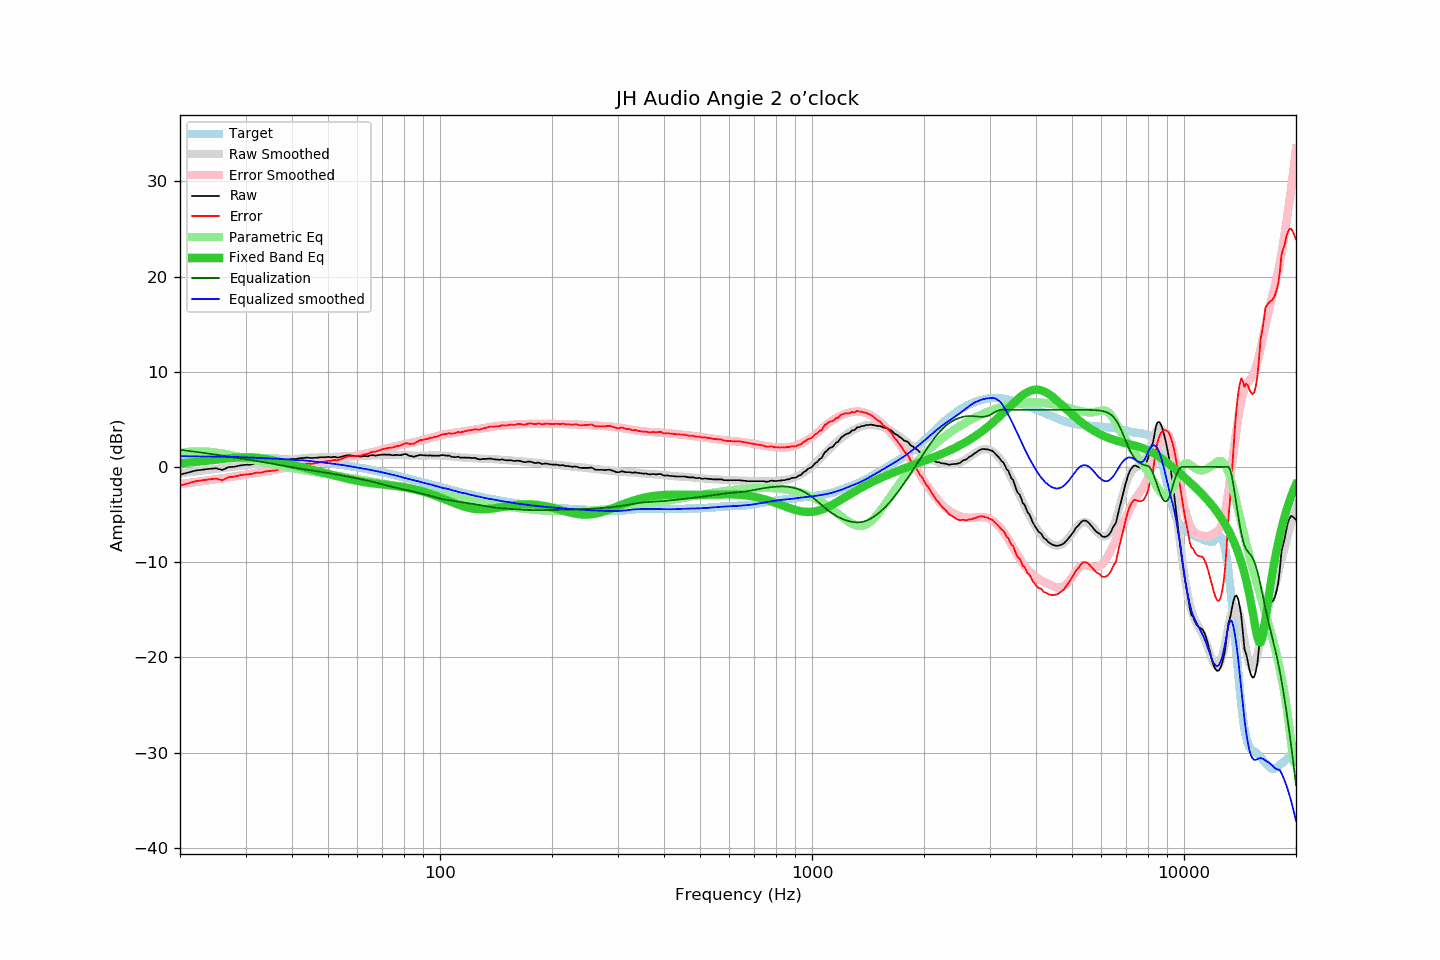 JH Audio Angie 2 o’clock
Target
Raw Smoothed
Error Smoothed
Raw
Error
Parametric Eq
Fixed Band Eq
Equalization
Equalized smoothed
30
20
10
0
−10
−20
−30
−40
Amplitude (dBr)
100
1000
10000
Frequency (Hz)